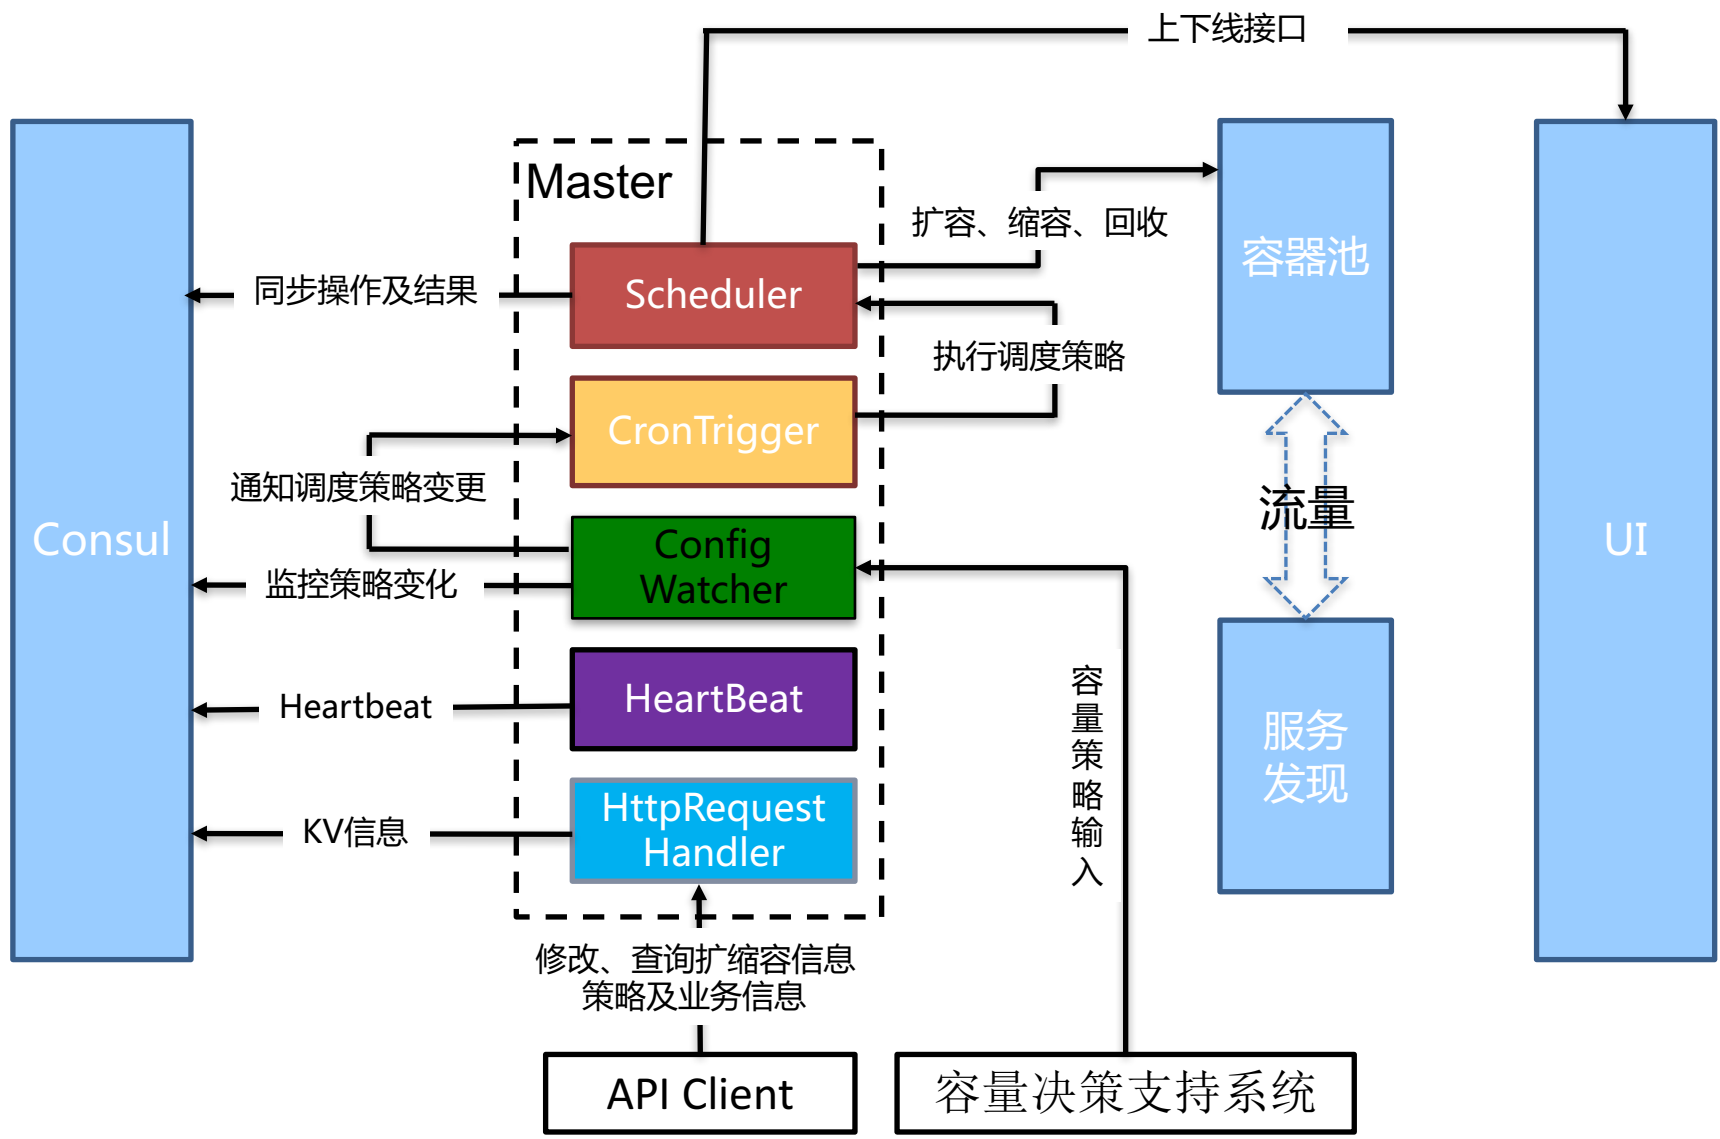 上下线接口
Master
扩容、缩容、回收
容器池
Scheduler
同步操作及结果
执行调度策略
CronTrigger
通知调度策略变更
流量
Consul
Config
Watcher
UI
监控策略变化
HeartBeat
Heartbeat
容
量
策
略
输
入
服务
发现
HttpRequest
Handler
KV信息
修改、查询扩缩容信息
策略及业务信息
API Client
容量决策支持系统